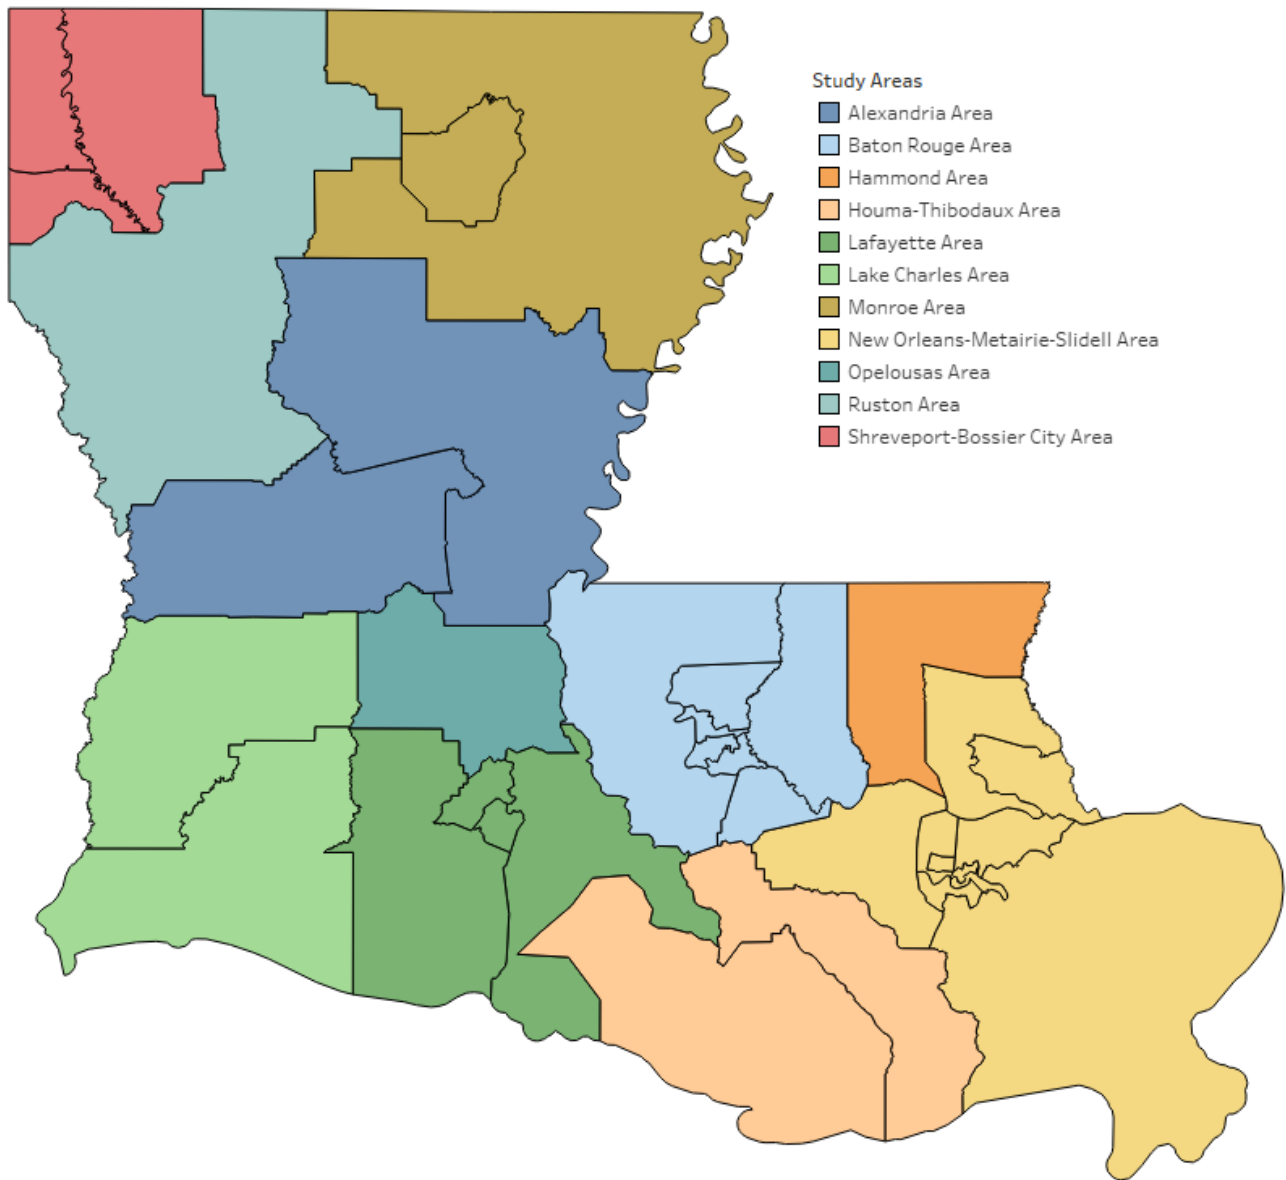 Study Areas
Alexandria Area
Baton Rouge Area
Hammond Area
Houma-Thibodaux Area
Lafayette Area
Lake Charles Area
Monroe Area
New Orleans-Metairie-Slidell Area
Opelousas Area
Ruston Area
Shreveport-Bossier City Area